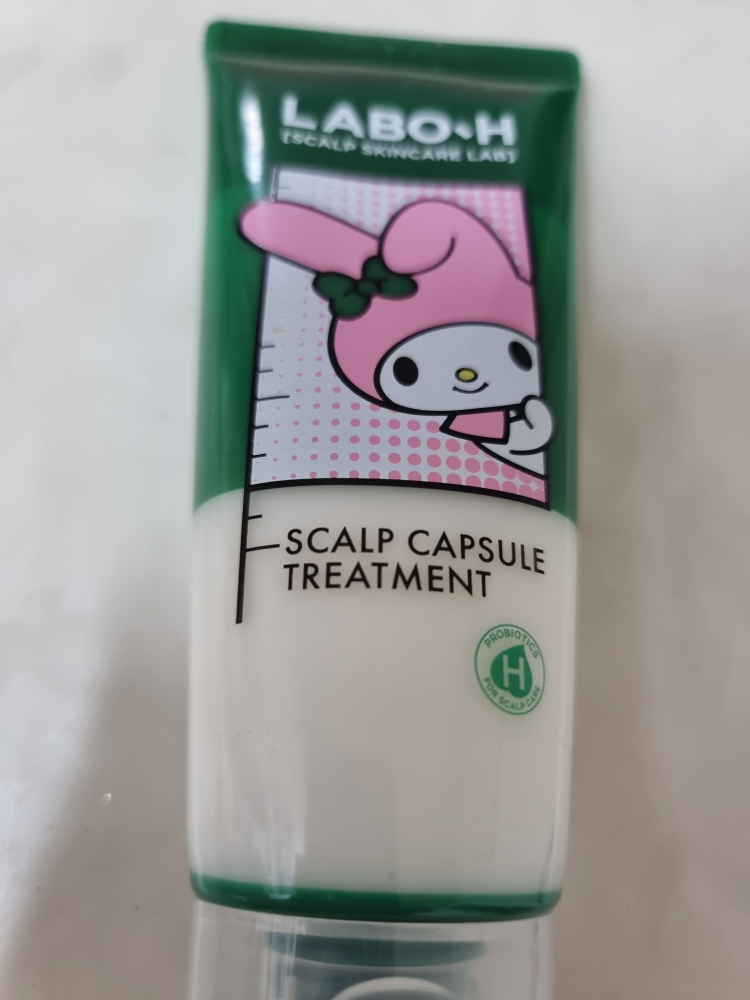 LABO·H
[SCALP SKINCARE LAB]
SCALP CAPSULE
TREATMENT
PROBIOTICS
H
FOR SCALP CARE